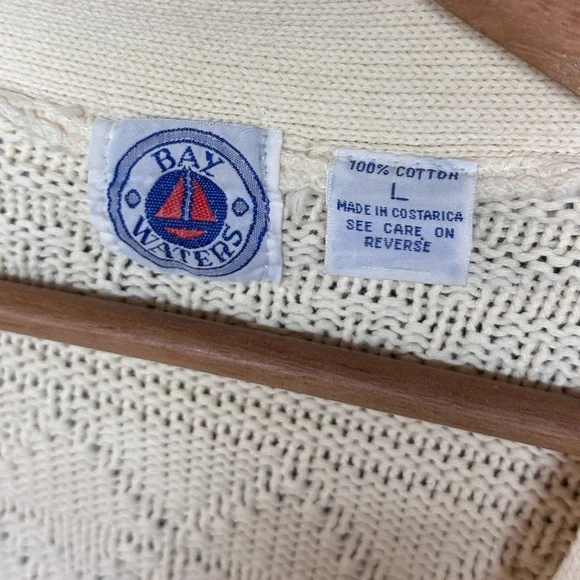 BAY
WATERS
100% COTTON
L
MADE IN COSTARICA
SEE CARE ON
REVERSE